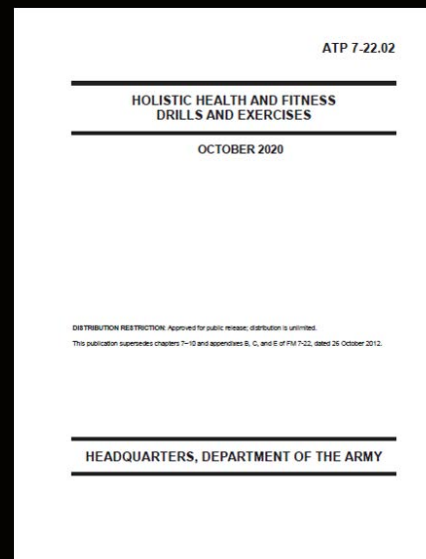 ATP 7-22.02
HOLISTIC HEALTH AND FITNESS
DRILLS AND EXERCISES
OCTOBER 2020
DISTRIBUTION RESTRICTION: Approved for public release; distribution is unlimited.
This publication supersedes chapters 7–10 and appendixes B, C, and E of FM 7-22, dated 26 October 2012.
HEADQUARTERS, DEPARTMENT OF THE ARMY